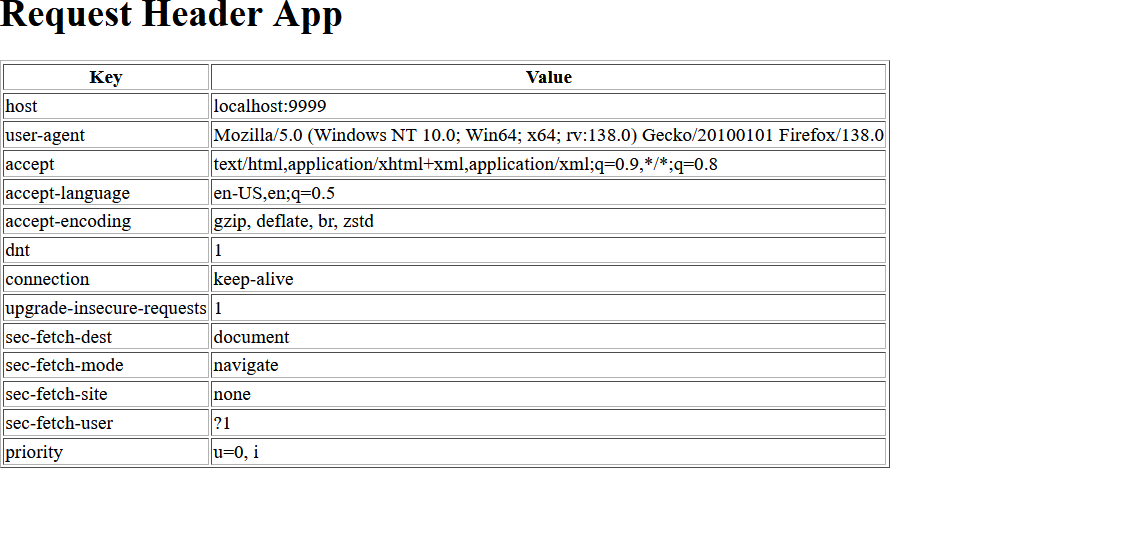 Request Header App
Key Value
host localhost:9999
user-agent Mozilla/5.0 (Windows NT 10.0; Win64; x64; rv:138.0) Gecko/20100101 Firefox/138.0
accept text/html,application/xhtml+xml,application/xml;q=0.9,*/*;q=0.8
accept-language en-US,en;q=0.5
accept-encoding gzip, deflate, br, zstd
dnt 1
connection keep-alive
upgrade-insecure-requests 1
sec-fetch-dest document
sec-fetch-mode navigate
sec-fetch-site none
sec-fetch-user ?1
priority u=0, i